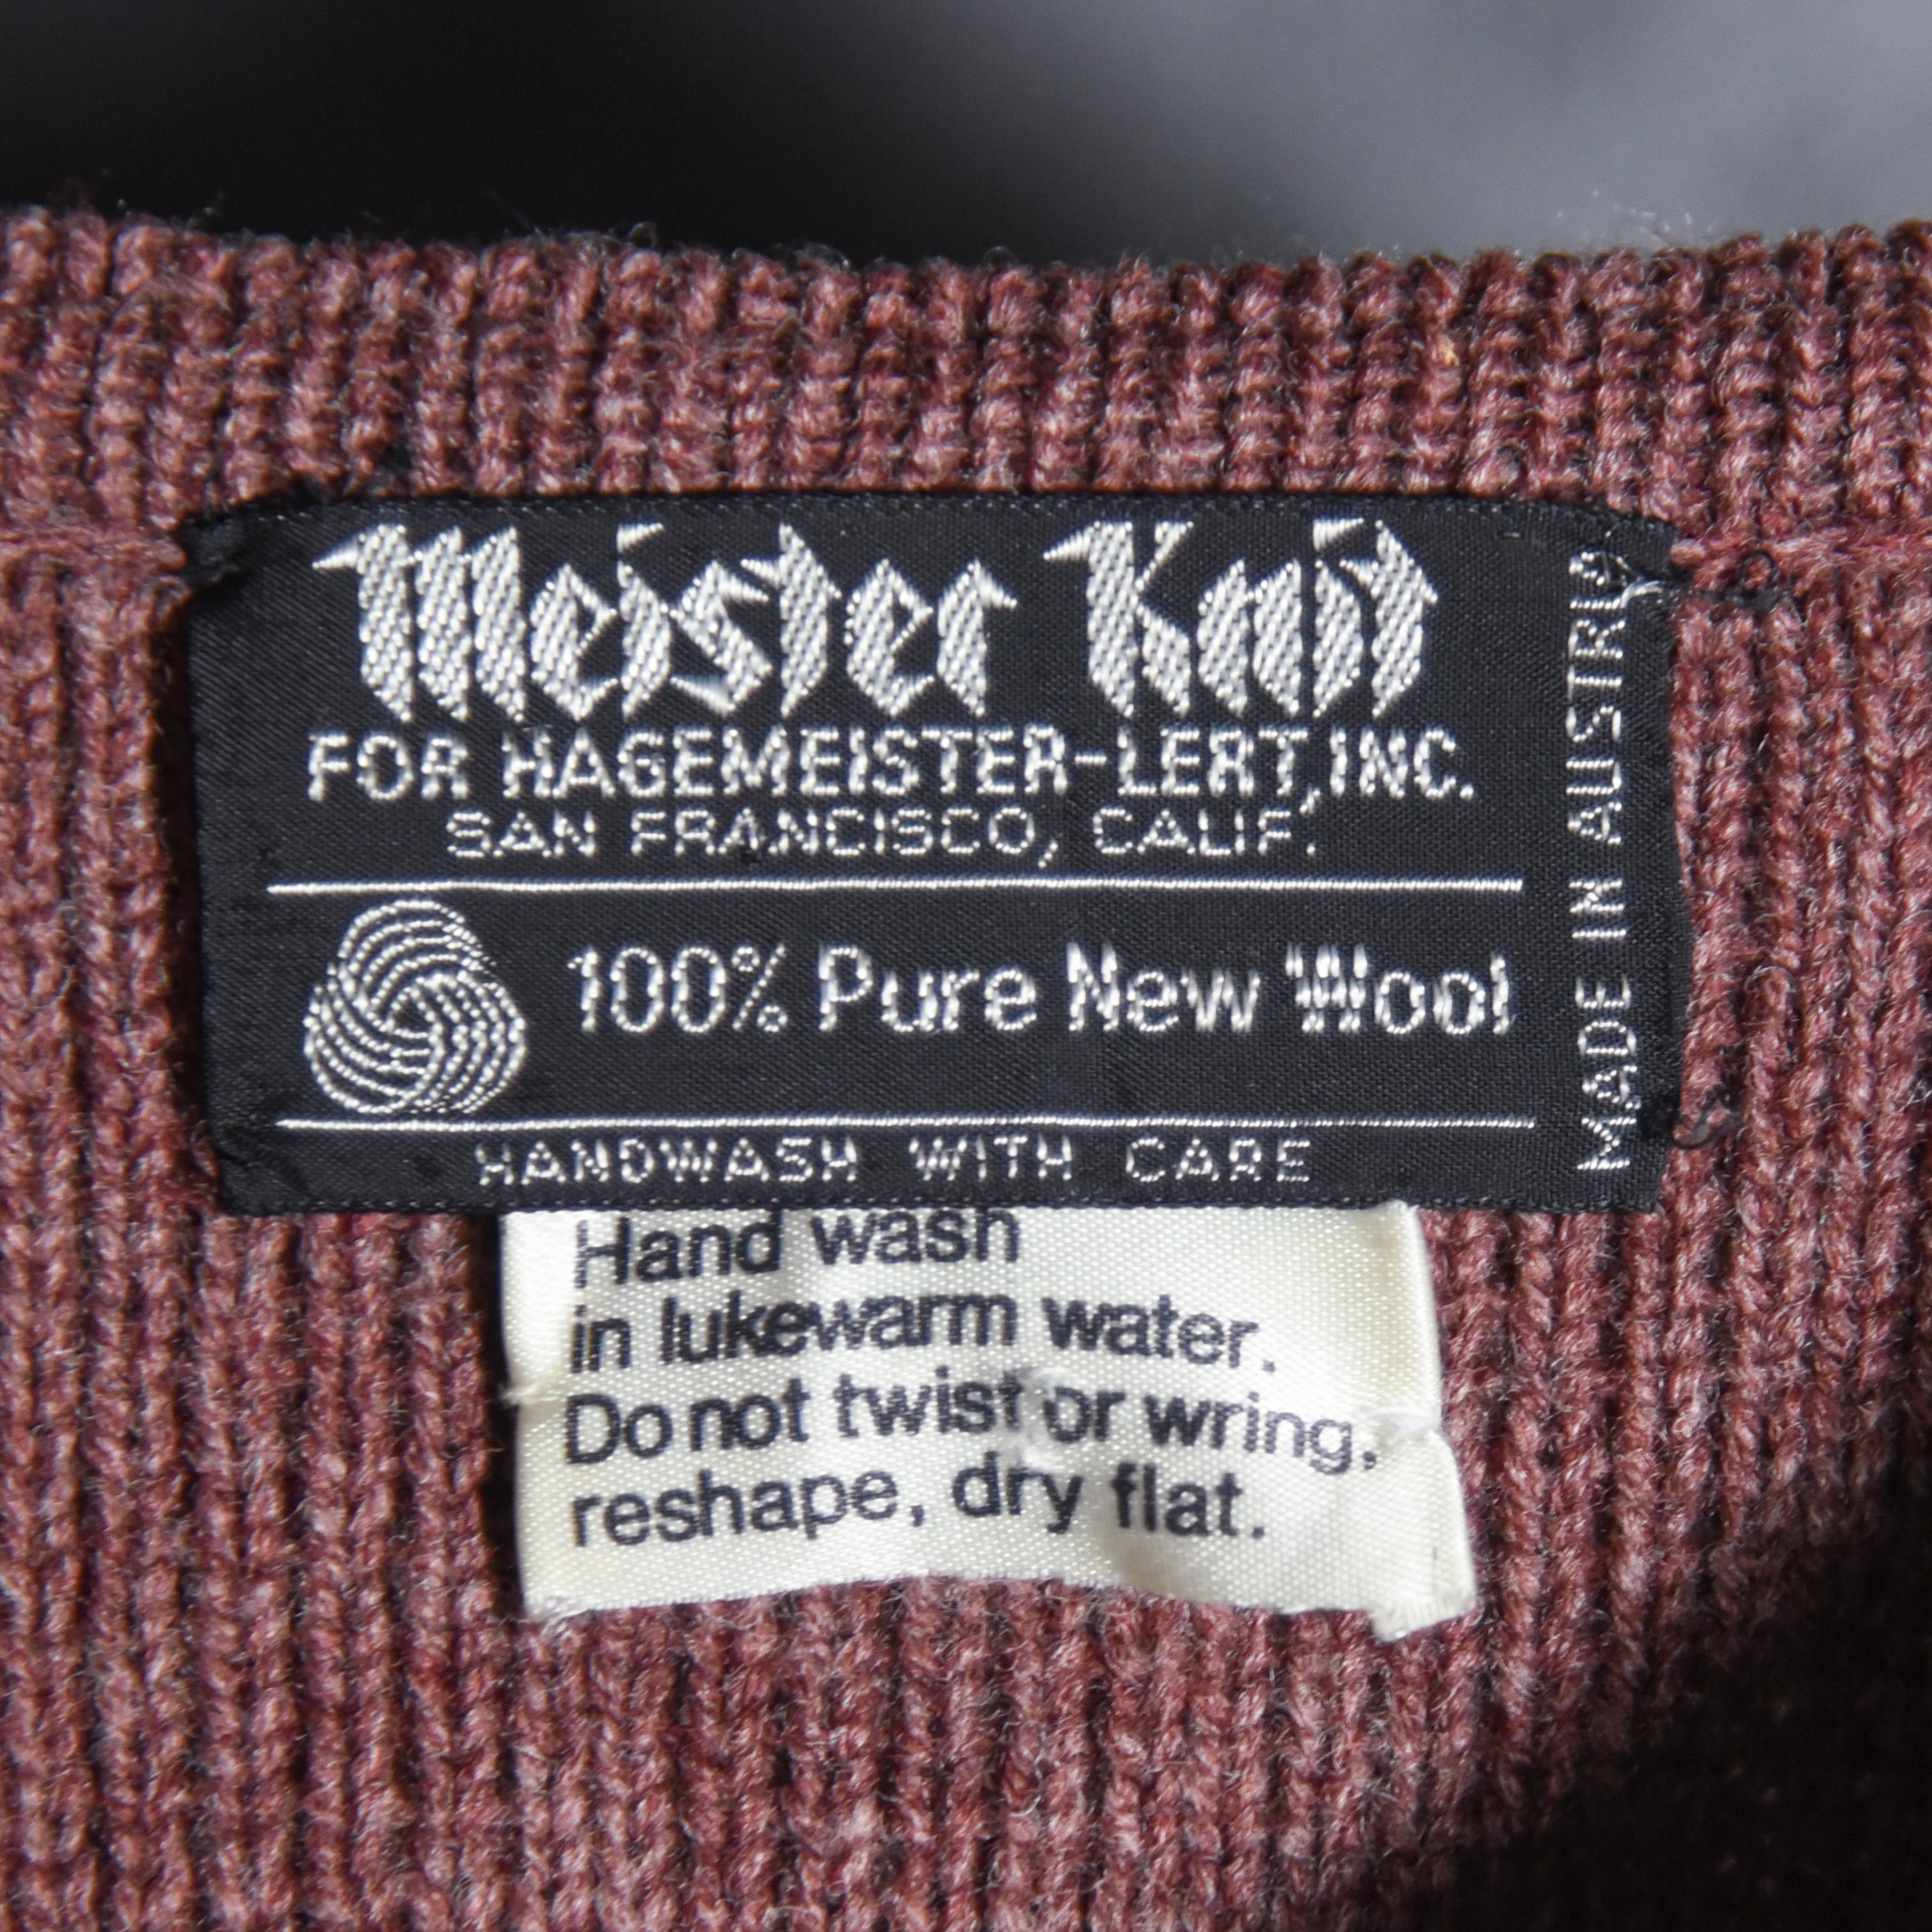 Meister Knit
FOR HAGEMEISTER-LERT, INC.
SAN FRANCISCO, CALIF.
100% Pure New Wool
HANDWASH WITH CARE
MADE IN AUSTRIA
Hand wash
in lukewarm water.
Do not twist or wring,
reshape, dry flat.